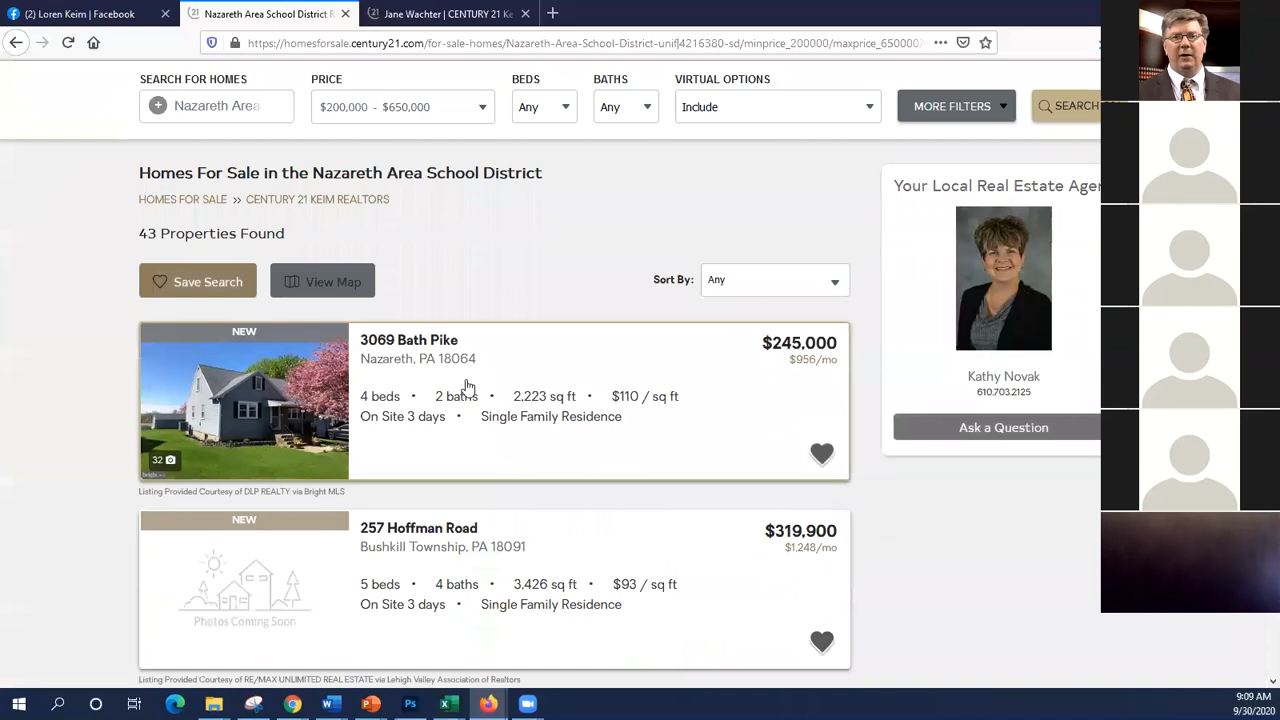 (2) Loren Keim | Facebook
Nazareth Area School District R
Jane Wachter | CENTURY 21 Ke
https://homesforsale.century21.com/for-sale-homes/Nazareth-Area-School-District-unif|4216380-sd/minprice_200000/maxprice_650000
SEARCH FOR HOMES
PRICE
BEDS
BATHS
VIRTUAL OPTIONS
Nazareth Area
$200,000 - $650,000
Any
Any
Include
MORE FILTERS
SEARCH
Homes For Sale in the Nazareth Area School District
HOMES FOR SALE >> CENTURY 21 KEIM REALTORS
43 Properties Found
Save Search
View Map
Sort By:
Any
NEW
3069 Bath Pike
$245,000
Nazareth, PA 18064
$956/mo
4 beds • 2 baths • 2,223 sq ft • $110 / sq ft
On Site 3 days • Single Family Residence
32
Listing Provided Courtesy of DLP REALTY via Bright MLS
NEW
257 Hoffman Road
$319,900
Bushkill Township, PA 18091
$1,248/mo
5 beds • 4 baths • 3,426 sq ft • $93 / sq ft
On Site 3 days • Single Family Residence
Photos Coming Soon
Listing Provided Courtesy of RE/MAX UNLIMITED REAL ESTATE via Lehigh Valley Association of Realtors
Your Local Real Estate Age
Kathy Novak
610.703.2125
Ask a Question
9:09 AM
9/30/2020